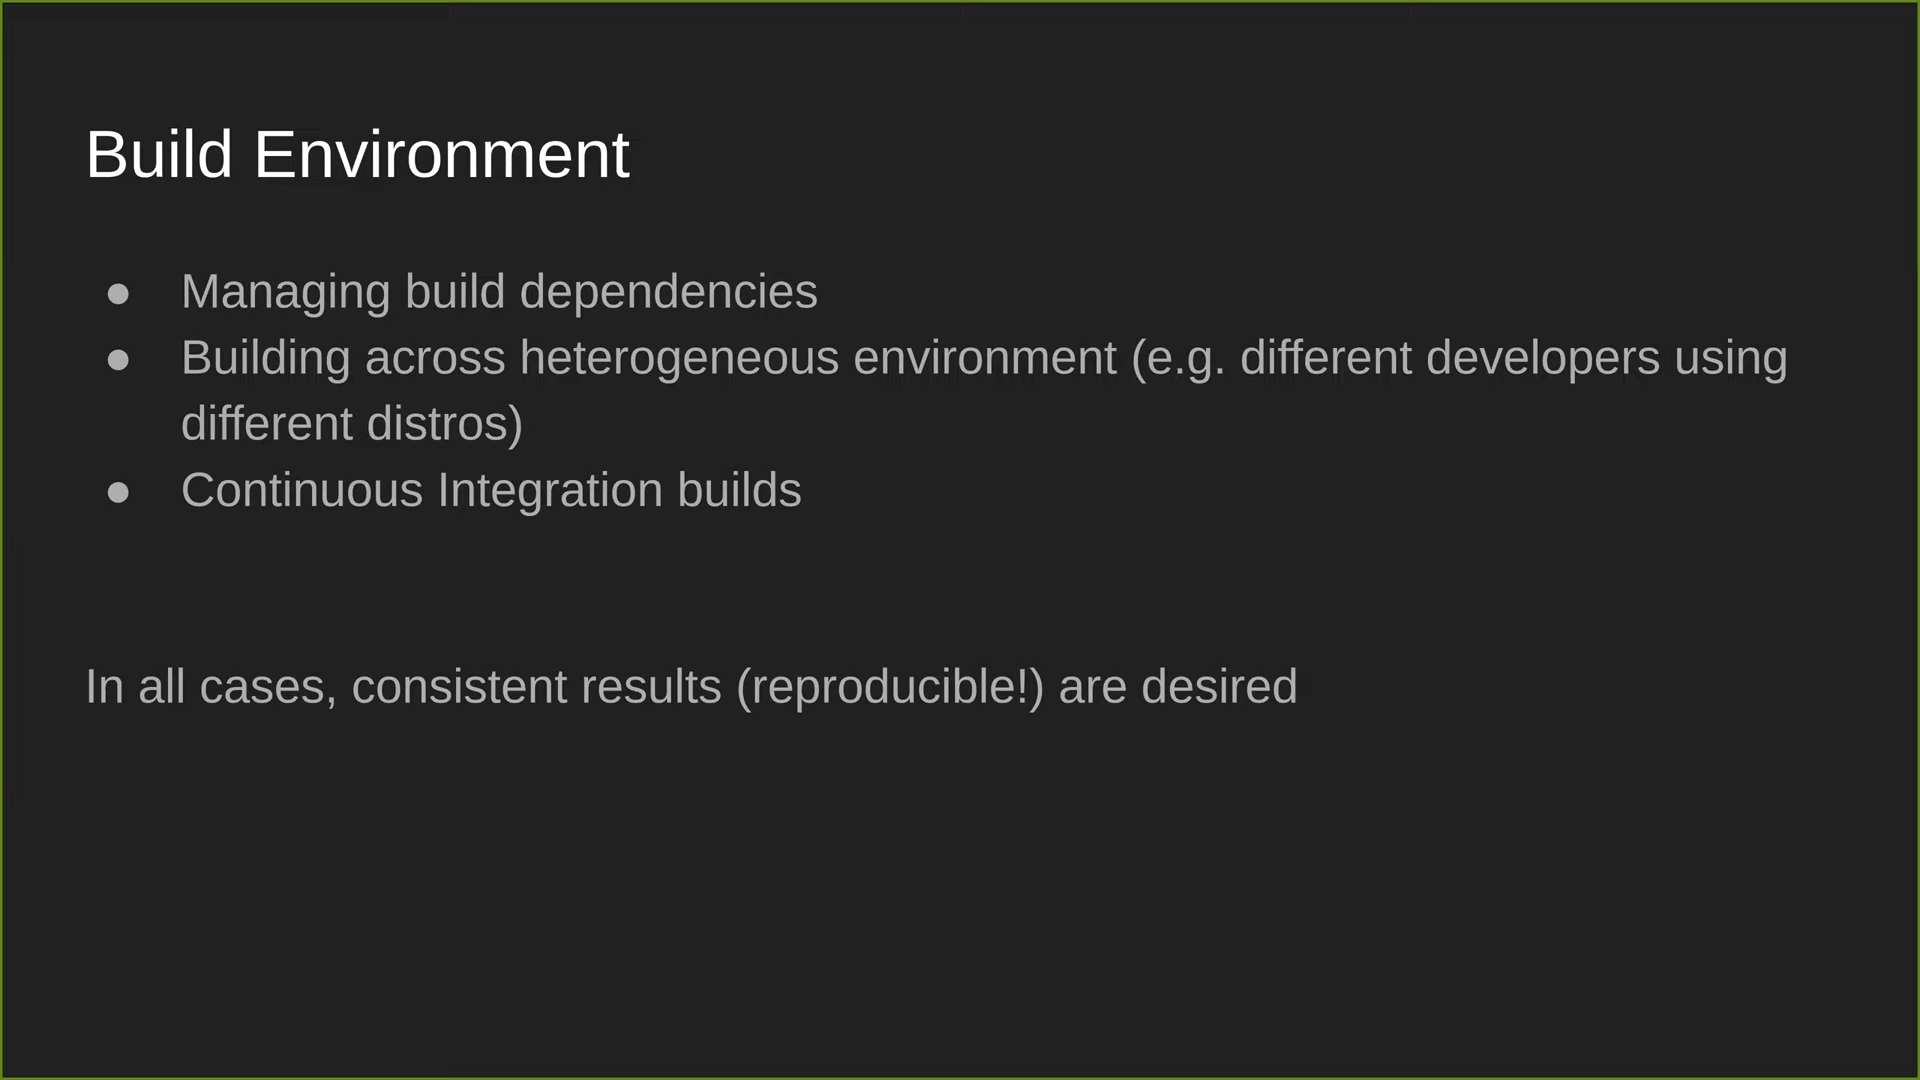 Build Environment
● Managing build dependencies
● Building across heterogeneous environment (e.g. different developers using
different distros)
● Continuous Integration builds
In all cases, consistent results (reproducible!) are desired